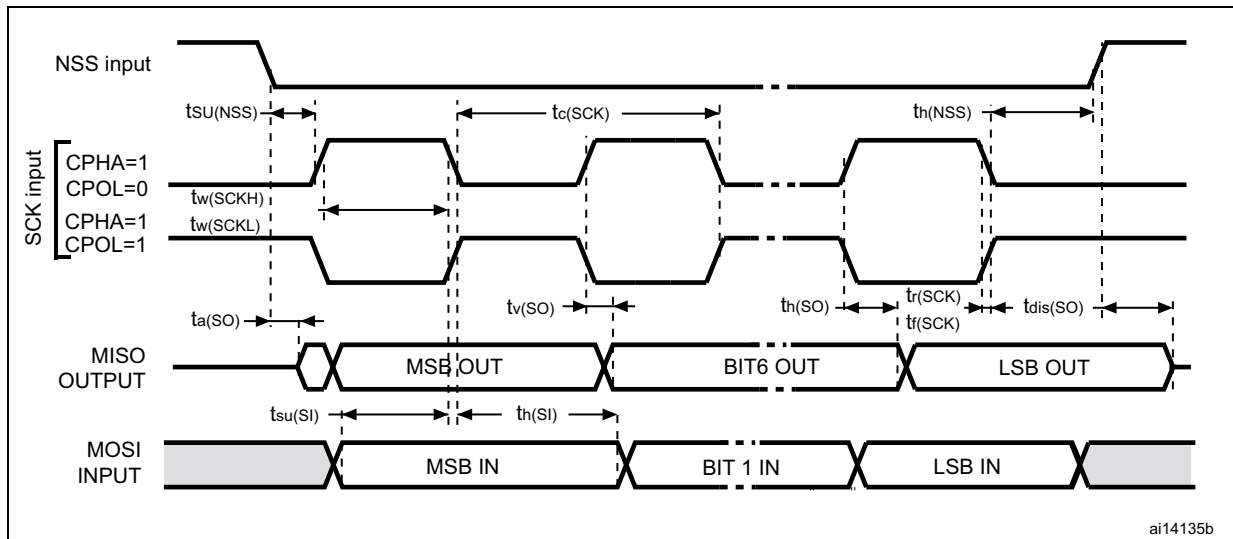 NSS input
tSU(NSS)
tc(SCK)
th(NSS)
SCK input
CPHA=1
CPOL=0
tw(SCKH)
CPHA=1
tw(SCKL)
CPOL=1
ta(SO)
tv(SO)
th(SO)
tr(SCK)
tf(SCK)
tdis(SO)
MISO
OUTPUT
MSB OUT
BIT6 OUT
LSB OUT
tsu(SI)
th(SI)
MOSI
INPUT
MSB IN
BIT 1 IN
LSB IN
ai14135b